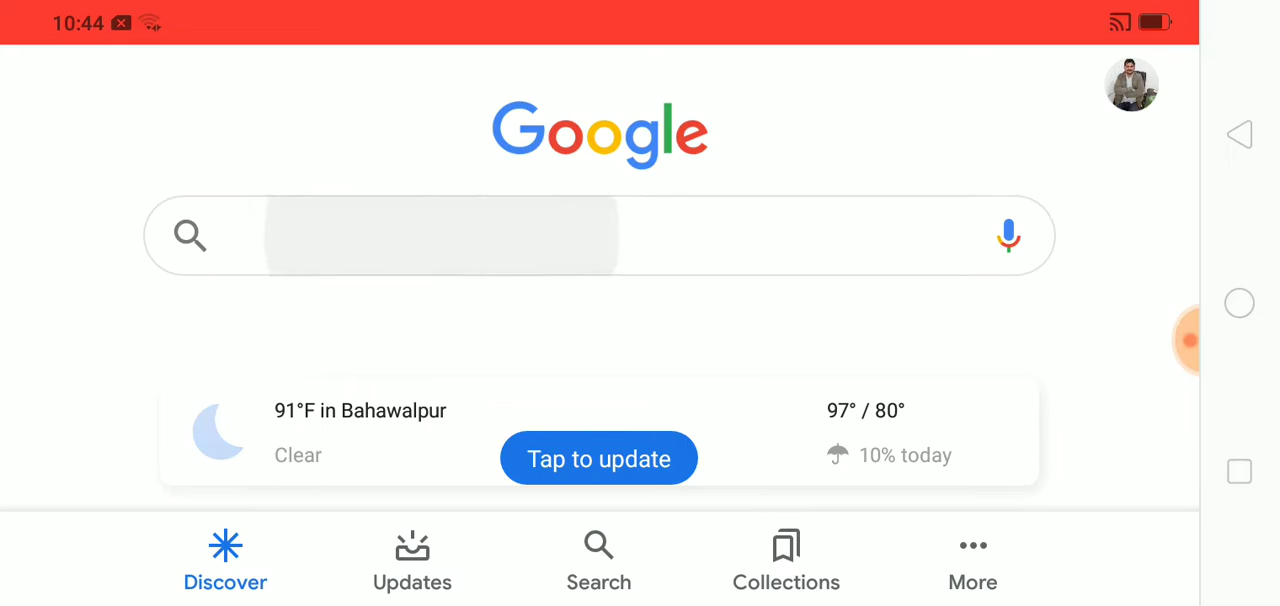 10:44
Google
91°F in Bahawalpur
97° / 80°
Clear
Tap to update
10% today
Discover
Updates
Search
Collections
More